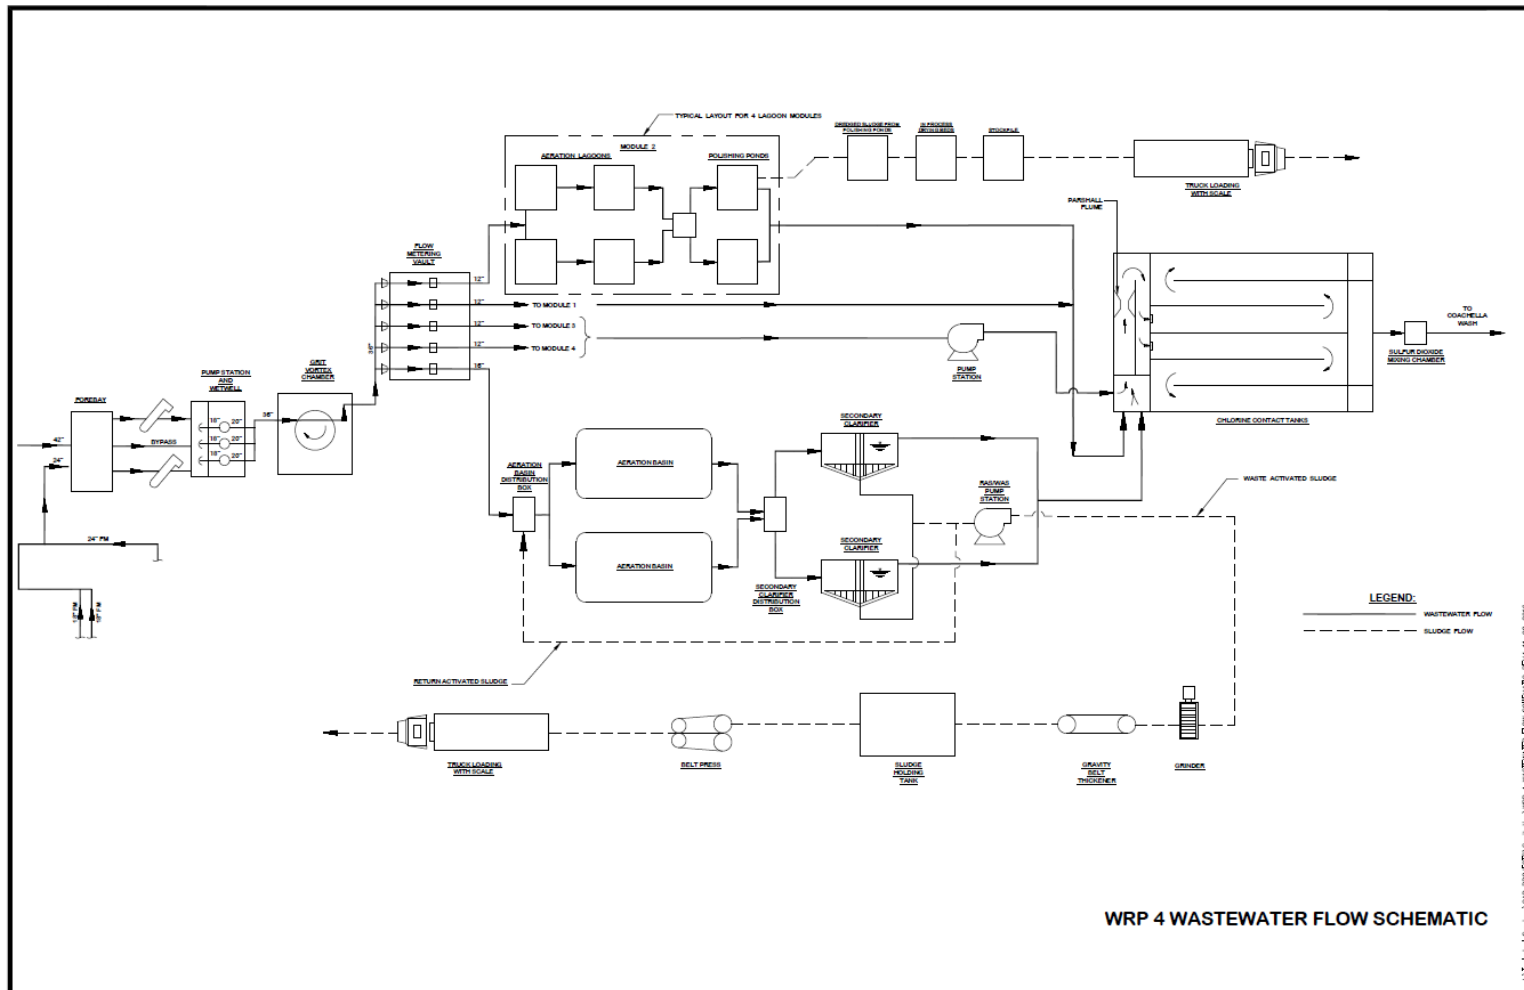 TYPICAL LAYOUT FOR 4 LAGOON MODULES
MODULE 2
AERATION LAGOONS
POLISHING PONDS
DREDGED SLUDGE FROM
POLISHING PONDS
IN PROCESS
DRYING BEDS
STOCKPILE
TRUCK LOADING
WITH SCALE
PARSHALL
FLUME
FLOW
METERING
VAULT
12"
12"
TO MODULE 1
12"
TO MODULE 3
12"
TO MODULE 4
16"
36"
TO
COACHELLA
WASH
SULFUR DIOXIDE
MIXING CHAMBER
PUMP
STATION
CHLORINE CONTACT TANKS
GRIT
VORTEX
CHAMBER
PUMP STATION
AND
WETWELL
FOREBAY
36"
42"
24"
BYPASS
18"
20"
18"
20"
18"
20"
AERATION
BASIN
DISTRIBUTION
BOX
AERATION BASIN
AERATION BASIN
SECONDARY
CLARIFIER
SECONDARY
CLARIFIER
SECONDARY
CLARIFIER
DISTRIBUTION
BOX
RAS/WAS
PUMP
STATION
WASTE ACTIVATED SLUDGE
24" FM
18" FM
RETURN ACTIVATED SLUDGE
LEGEND:
WASTEWATER FLOW
SLUDGE FLOW
TRUCK LOADING
WITH SCALE
BELT PRESS
SLUDGE
HOLDING
TANK
GRAVITY
BELT
THICKENER
GRINDER
WRP 4 WASTEWATER FLOW SCHEMATIC